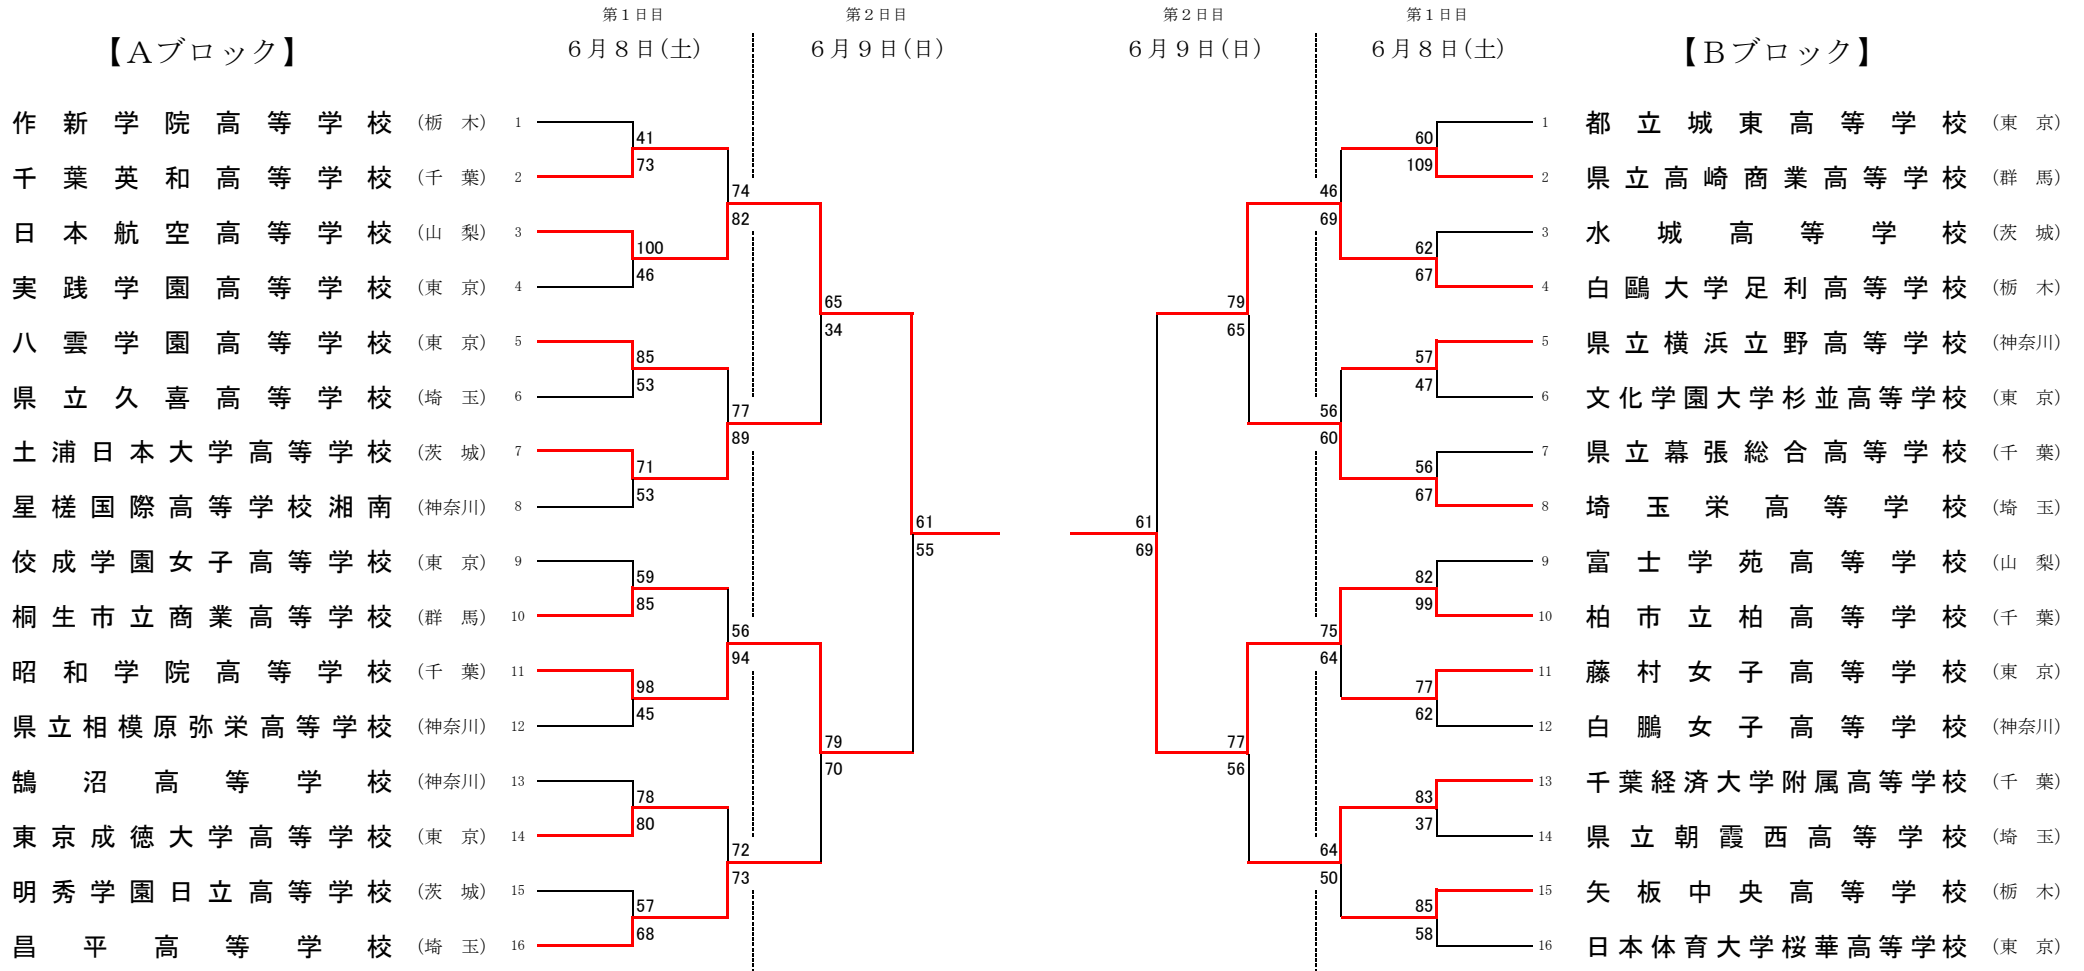 第1日目 第2日目 第2日目 第1日目
【Aブロック】 6月8日(土) 6月9日(日) 6月9日(日) 6月8日(土) 【Bブロック】
作新学院高等学校 (栃木) 1 1 都立城東高等学校 (東京)
41 60
73 109
千葉英和高等学校 (千葉) 2 2 県立高崎商業高等学校 (群馬)
74 46
82 69
日本航空高等学校 (山梨) 3 3 水城高等学校 (茨城)
100 62
46 67
実践学園高等学校 (東京) 4 4 白鷗大学足利高等学校 (栃木)
65 79
34 65
八雲学園高等学校 (東京) 5 5 県立横浜立野高等学校 (神奈川)
85 57
53 47
県立久喜高等学校 (埼玉) 6 6 文化学園大学杉並高等学校 (東京)
77 56
89 60
土浦日本大学高等学校 (茨城) 7 7 県立幕張総合高等学校 (千葉)
71 56
53 67
星槎国際高等学校湘南 (神奈川) 8 8 埼玉栄高等学校 (埼玉)
61 61
55 69
佼成学園女子高等学校 (東京) 9 9 富士学苑高等学校 (山梨)
59 82
85 99
桐生市立商業高等学校 (群馬) 10 10 柏市立柏高等学校 (千葉)
56 75
94 64
昭和学院高等学校 (千葉) 11 11 藤村女子高等学校 (東京)
98 77
45 62
県立相模原弥栄高等学校 (神奈川) 12 12 白鵬女子高等学校 (神奈川)
79 77
70 56
鵠沼高等学校 (神奈川) 13 13 千葉経済大学附属高等学校 (千葉)
78 83
80 37
東京成徳大学高等学校 (東京) 14 14 県立朝霞西高等学校 (埼玉)
72 64
73 50
明秀学園日立高等学校 (茨城) 15 15 矢板中央高等学校 (栃木)
57 85
68 58
昌平高等学校 (埼玉) 16 16 日本体育大学桜華高等学校 (東京)